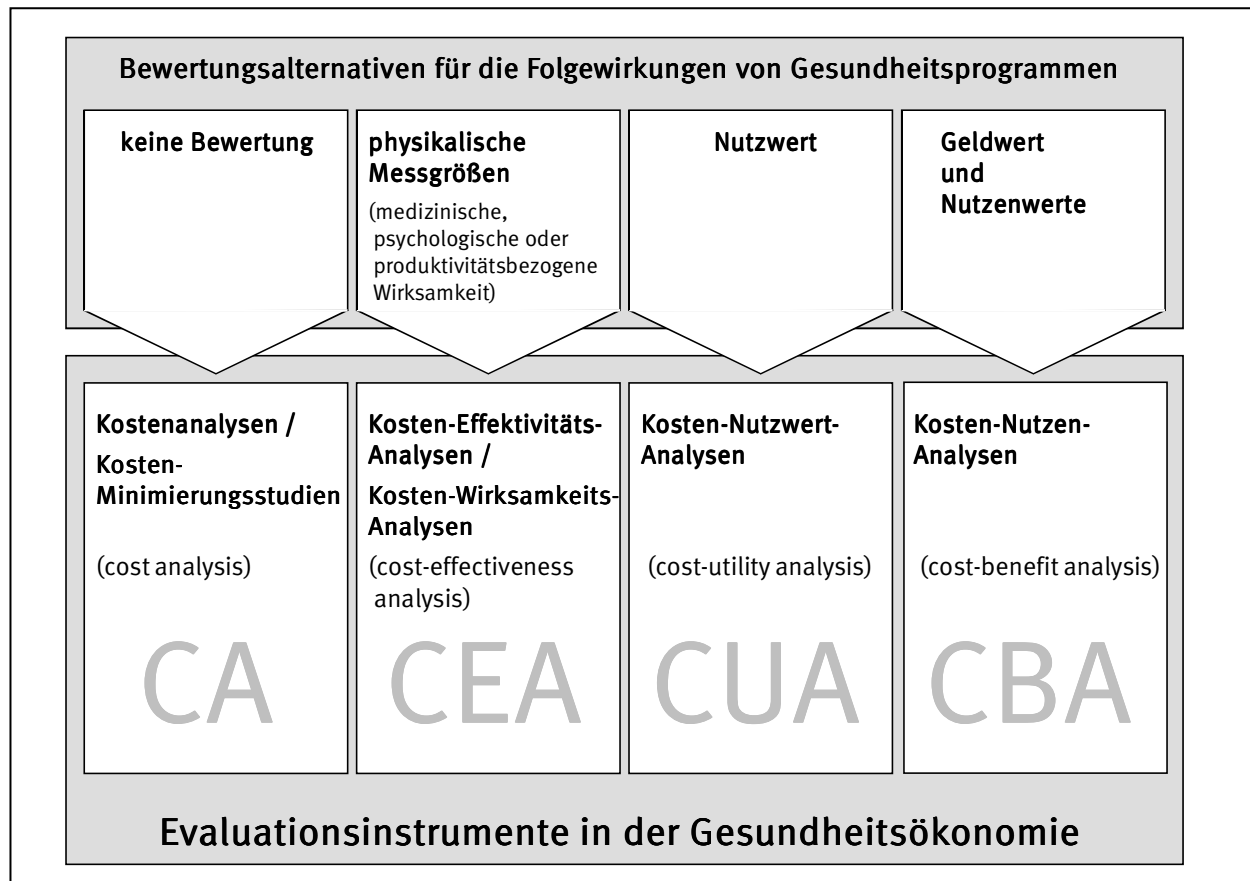 Bewertungsalternativen für die Folgewirkungen von Gesundheitsprogrammen
keine Bewertung
physikalische
Messgrößen
(medizinische,
psychologische oder
produktivitätsbezogene
Wirksamkeit)
Nutzwert
Geldwert
und
Nutzenwerte
Kostenanalysen /
Kosten-
Minimierungsstudien
(cost analysis)
CA
Kosten-Effektivitäts-
Analysen /
Kosten-Wirksamkeits-
Analysen
(cost-effectiveness
analysis)
CEA
Kosten-Nutzwert-
Analysen
(cost-utility analysis)
CUA
Kosten-Nutzen-
Analysen
(cost-benefit analysis)
CBA
Evaluationsinstrumente in der Gesundheitsökonomie